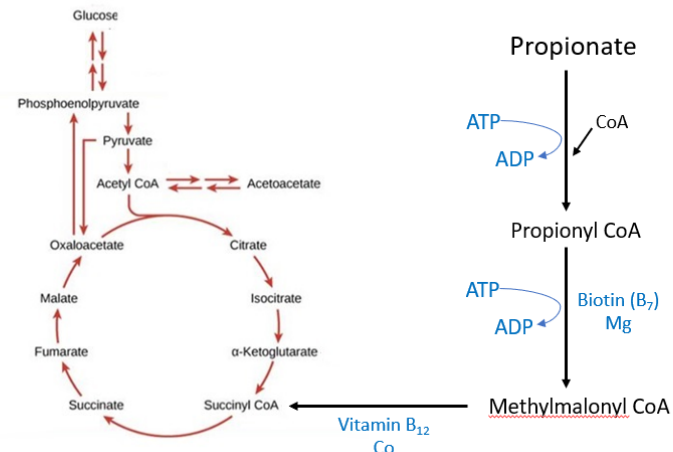 Glucose
Phosphoenolpyruvate
Pyruvate
Acetyl CoA
Acetoacetate
Oxaloacetate
Citrate
Malate
Isocitrate
Fumarate
α-Ketoglutarate
Succinate
Succinyl CoA
Propionate
ATP
CoA
ADP
Propionyl CoA
ATP
Biotin (B₇)
Mg
ADP
Methylmalonyl CoA
Vitamin B₁₂
Co